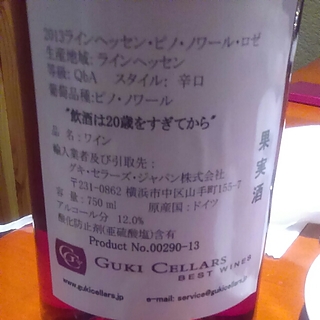 2013ラインヘッセン・ピノ・ノワール・ロゼ
生産地域: ラインヘッセン
等級: QbA スタイル: 辛口
葡萄品種:ピノ・ノワール
"飲酒は20歳をすぎてから"
品 名:ワイン
輸入業者及び引取先:
グキ・セラーズ・ジャパン株式会社
〒231-0862 横浜市中区山手町155-7
容 量:750 ml 原産国:ドイツ
アルコール分 12.0%
酸化防止剤(亜硫酸塩)含有
果実酒
Product No.00290-13
GC
GUKI CELLARS
BEST WINES
www.gukicellars.jp e-mail: service@gukicellars.jp